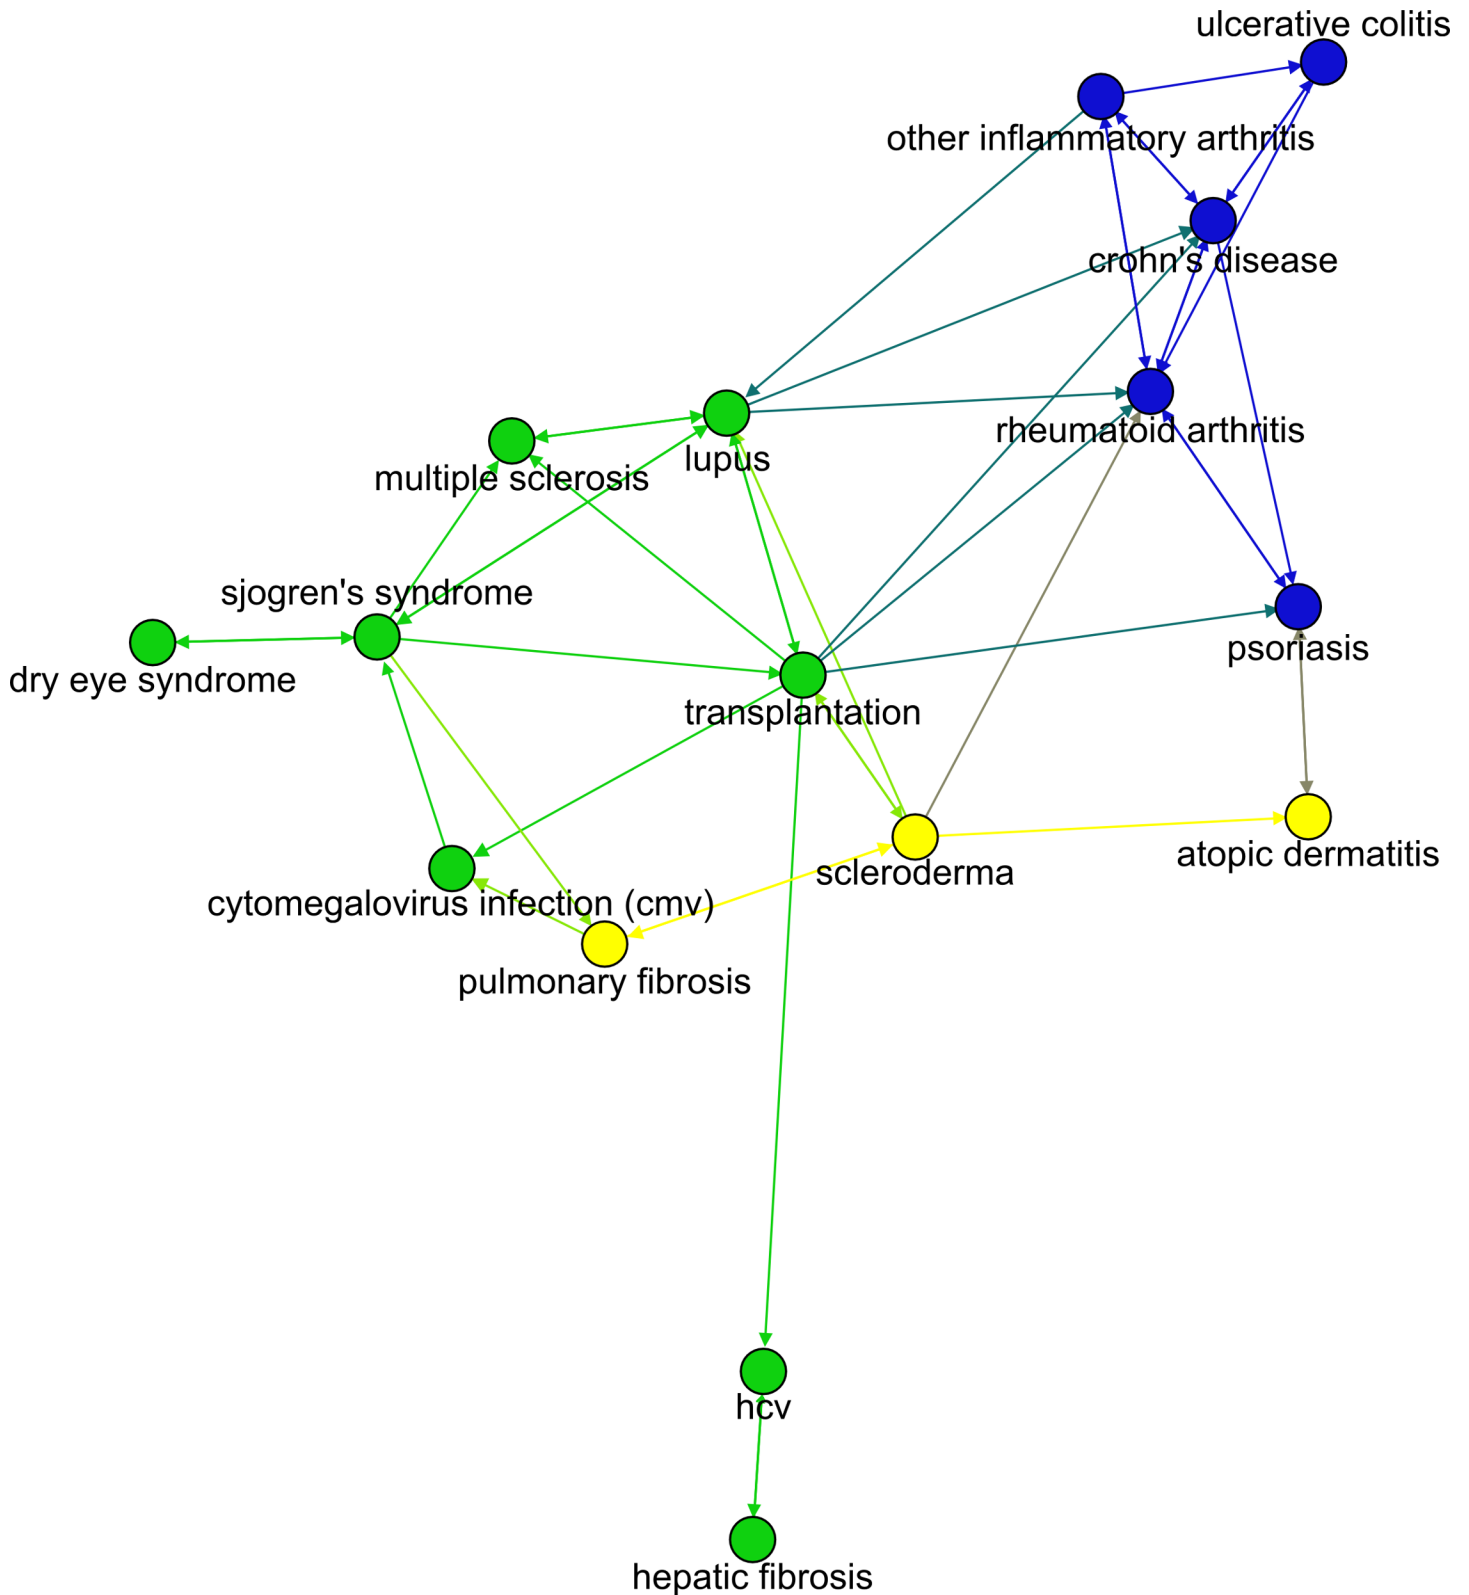 ulcerative colitis
other inflammatory arthritis
crohn's disease
rheumatoid arthritis
lupus
multiple sclerosis
sjogren's syndrome
psoriasis
dry eye syndrome
transplantation
atopic dermatitis
scleroderma
cytomegalovirus infection (cmv)
pulmonary fibrosis
hcv
hepatic fibrosis